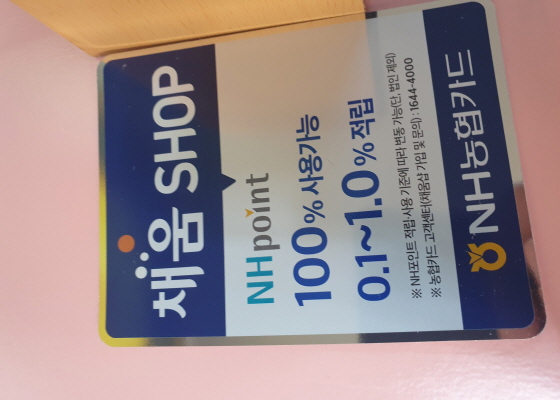 채움 SHOP
NHpoint
100% 사용가능
0.1~1.0% 적립
※ NH포인트 적립·사용 기준에 따라 변동 가능(단, 법인 제외)
※ 농협카드 고객센터(채움샵 가입 및 문의) : 1644-4000
NH농협카드